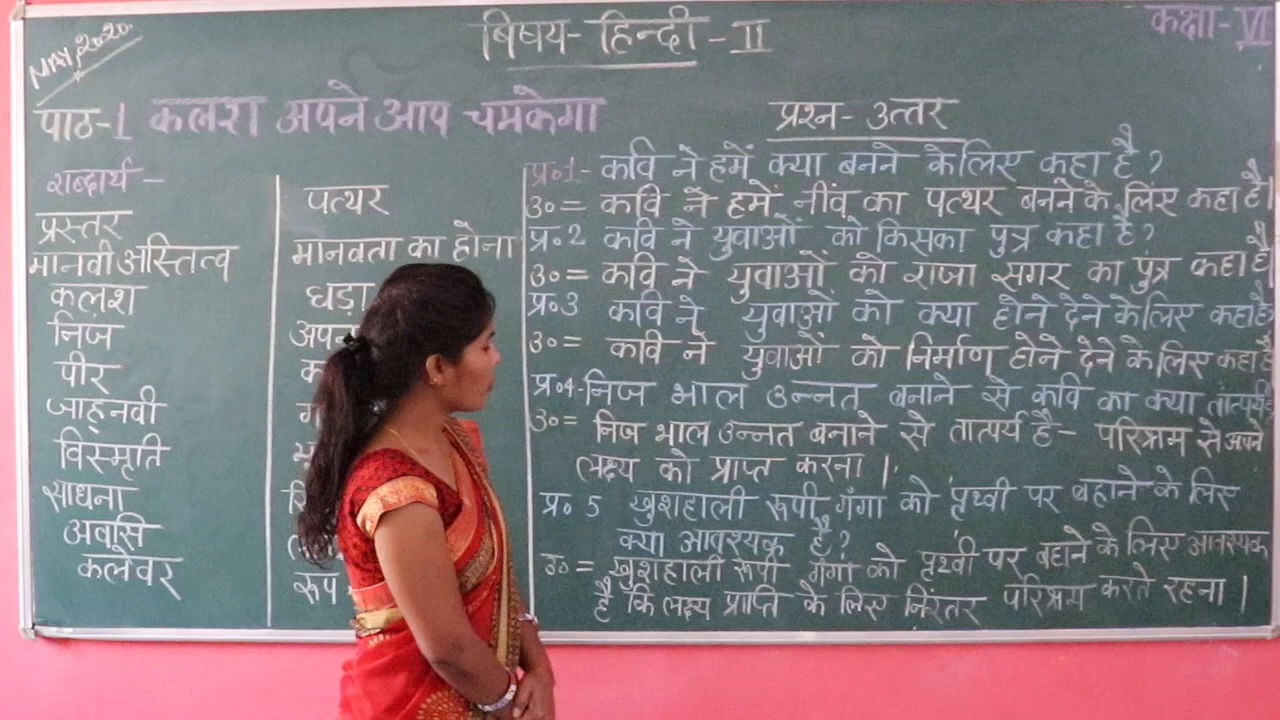 MAY, 2020
बिषय- हिन्दी - II
कक्षा- VI
पाठ-1 कलश अपने आप चमकेगा
शब्दार्थ -
प्रस्तर पत्थर
मानवी अस्तित्व मानवता का होना
कलश घड़ा
निज
पीर
जाह्नवी
विस्मृति
साधना
अवाप्ति
कलेवर रूप
प्रश्न- उत्तर
प्र०1- कवि ने हमें क्या बनने के लिए कहा है?
उ० = कवि ने हमें नींव का पत्थर बनने के लिए कहा है।
प्र० 2 कवि ने युवाओं को किसका पुत्र कहा है?
उ० = कवि ने युवाओं को राजा सगर का पुत्र कहा है।
प्र०3 कवि ने युवाओं को क्या होने देने के लिए कहा है?
उ० = कवि ने युवाओं को निर्माण होने देने के लिए कहा है
प्र०4- निज भाल उन्नत बनाने से कवि का क्या तात्पर्य है
उ० = निज भाल उन्नत बनाने से तात्पर्य है- परिश्रम से अपने
लक्ष्य को प्राप्त करना।
प्र० 5 खुशहाली रूपी गंगा को पृथ्वी पर बहाने के लिए
क्या आवश्यक है?
उ० = खुशहाली रूपी गंगा को पृथ्वी पर बहाने के लिए आवश्यक
है कि लक्ष्य प्राप्ति के लिए निरंतर परिश्रम करते रहना।